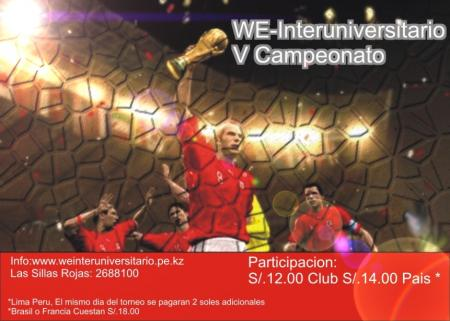 WE-Interuniversitario
V Campeonato
Info:www.weinteruniversitario.pe.kz
Las Sillas Rojas: 2688100
Participacion:
S/.12.00 Club S/.14.00 Pais *
*Lima Peru, El mismo dia del torneo se pagaran 2 soles adicionales
*Brasil o Francia Cuestan S/.18.00